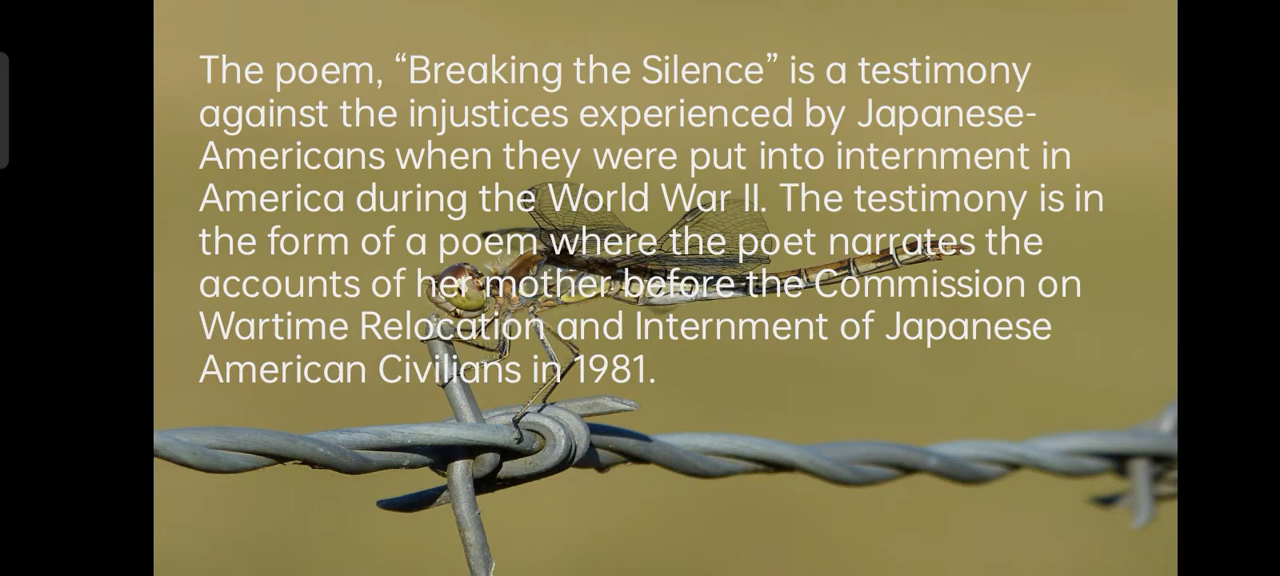 The poem, “Breaking the Silence” is a testimony
against the injustices experienced by Japanese-
Americans when they were put into internment in
America during the World War II. The testimony is in
the form of a poem where the poet narrates the
accounts of her mother before the Commission on
Wartime Relocation and Internment of Japanese
American Civilians in 1981.